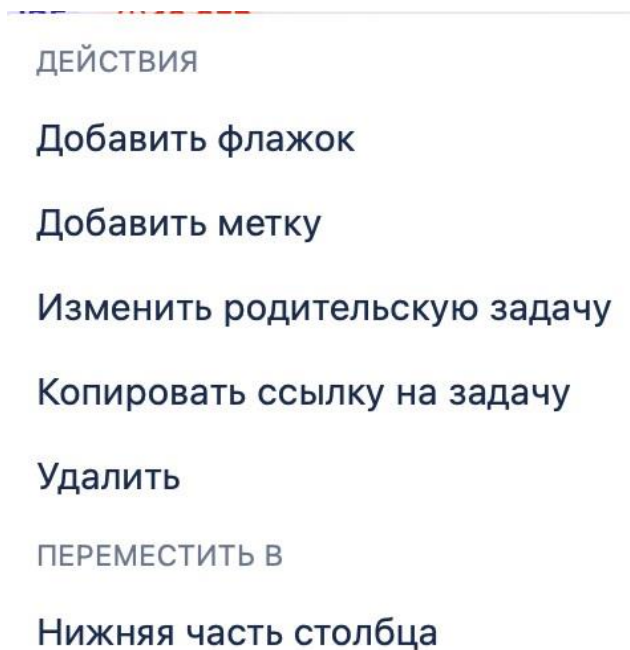 ДЕЙСТВИЯ
Добавить флажок
Добавить метку
Изменить родительскую задачу
Копировать ссылку на задачу
Удалить
ПЕРЕМЕСТИТЬ В
Нижняя часть столбца